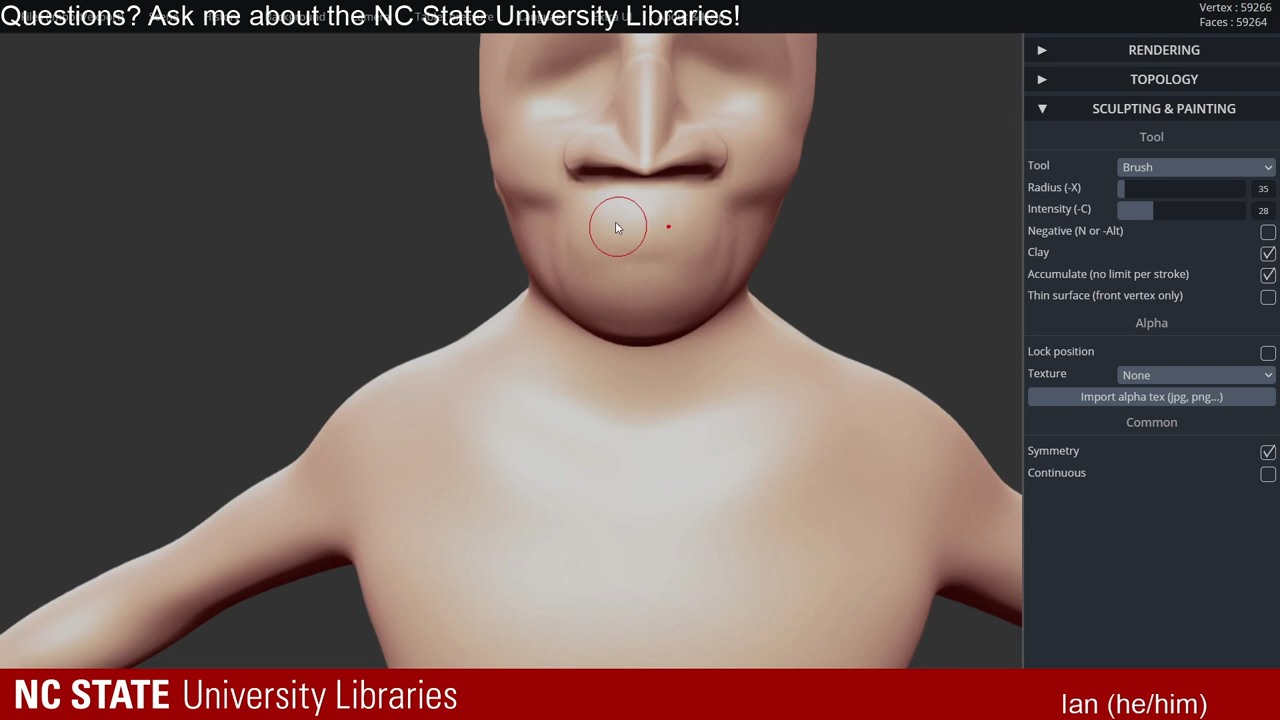 Questions? Ask me about the NC State University Libraries!
Vertex : 59266
Faces : 59264
RENDERING
TOPOLOGY
SCULPTING & PAINTING
Tool
Tool Brush
Radius (-X) 35
Intensity (-C) 28
Negative (N or -Alt)
Clay
Accumulate (no limit per stroke)
Thin surface (front vertex only)
Alpha
Lock position
Texture None
Import alpha tex (jpg, png...)
Common
Symmetry
Continuous
NC STATE University Libraries
Ian (he/him)